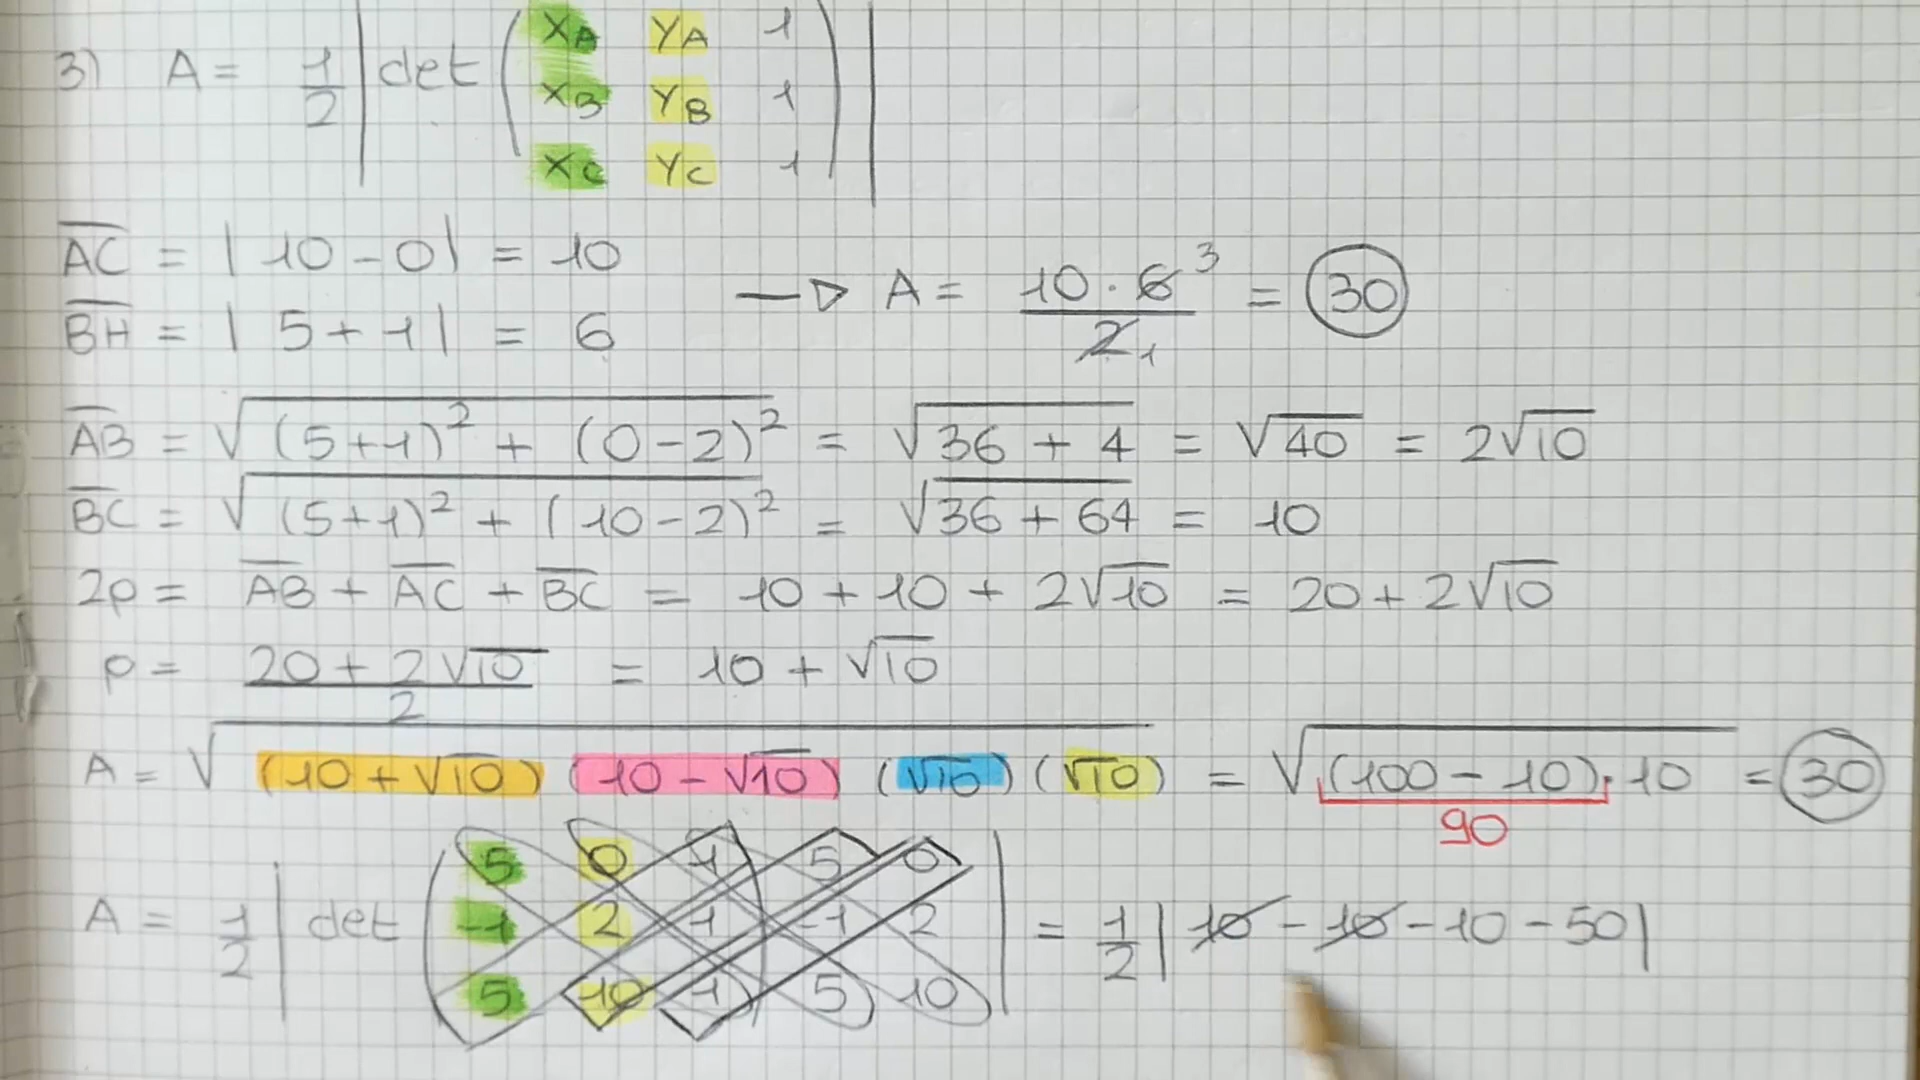 3) A = 1/2 | det ( xA yA 1
xB yB 1
xC yC 1 ) |
AC = | 10 - 0 | = 10
BH = | 5 + 1 | = 6
→ A = 10 · 6 3 / 2 1 = 30
AB = √(5+1)² + (0-2)² = √36 + 4 = √40 = 2√10
BC = √(5+1)² + (10-2)² = √36 + 64 = 10
2p = AB + AC + BC = 10 + 10 + 2√10 = 20 + 2√10
p = 20 + 2√10 / 2 = 10 + √10
A = √(10 + √10) (10 - √10) (√10) (√10) = √(100 - 10) · 10 = 30
90
A = 1/2 | det ( 5 0 1 ) 5 0
-1 2 1 -1 2
5 10 1 5 10 | = 1/2 | 10 - 10 - 10 - 50 |